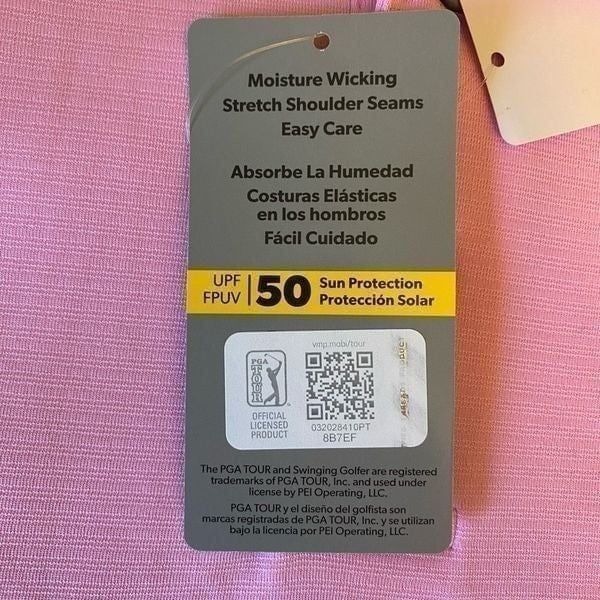 Moisture Wicking
Stretch Shoulder Seams
Easy Care
Absorbe La Humedad
Costuras Elásticas
en los hombros
Fácil Cuidado
UPF
FPUV
50
Sun Protection
Protección Solar
vmp.mobi/tour
PGA
TOUR
OFFICIAL
LICENSED
PRODUCT
032028410PT
8B7EF
The PGA TOUR and Swinging Golfer are registered
trademarks of PGA TOUR, Inc. and used under
license by PEI Operating, LLC.
PGA TOUR y el diseño del golfista son
marcas registradas de PGA TOUR, Inc. y se utilizan
bajo la licencia por PEI Operating, LLC.